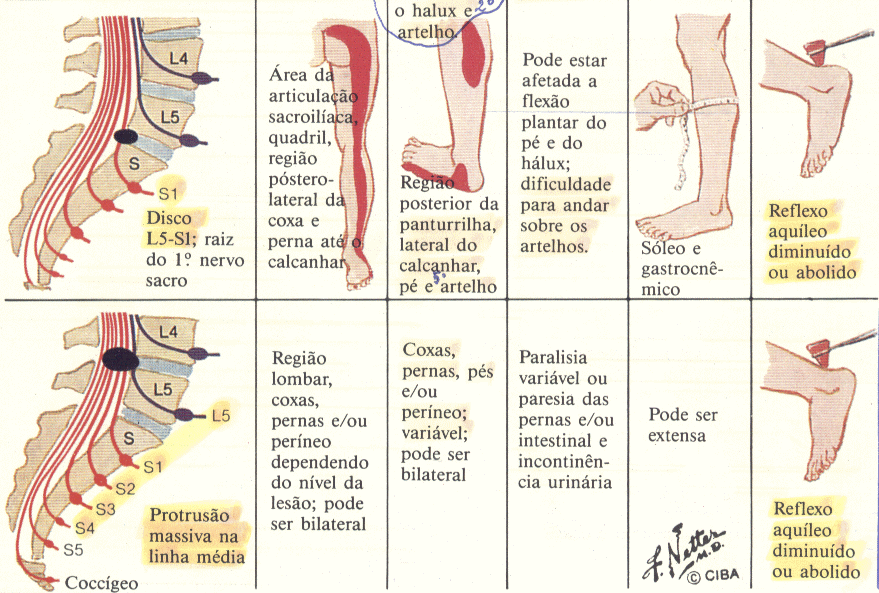 o hálux e
artelho.
L4
L5
S
S1
Disco
L5-S1; raiz
do 1º nervo
sacro
Área da
articulação
sacroilíaca,
quadril,
região
póstero-
lateral da
coxa e
perna até o
calcanhar
Região
posterior da
panturrilha,
lateral do
calcanhar,
pé e 5º artelho
Pode estar
afetada a
flexão
plantar do
pé e do
hálux;
dificuldade
para andar
sobre os
artelhos.
Sóleo e
gastrocnê-
mico
Reflexo
aquíleo
diminuído
ou abolido
L4
L5
L5
S
S1
S2
S3
S4
S5
Coccígeo
Protrusão
massiva na
linha média
Região
lombar,
coxas,
pernas e/ou
períneo
dependendo
do nível da
lesão; pode
ser bilateral
Coxas,
pernas, pés
e/ou
períneo;
variável;
pode ser
bilateral
Paralisia
variável ou
paresia das
pernas e/ou
intestinal e
incontinên-
cia urinária
Pode ser
extensa
F. Netter
M.D.
© CIBA
Reflexo
aquíleo
diminuído
ou abolido